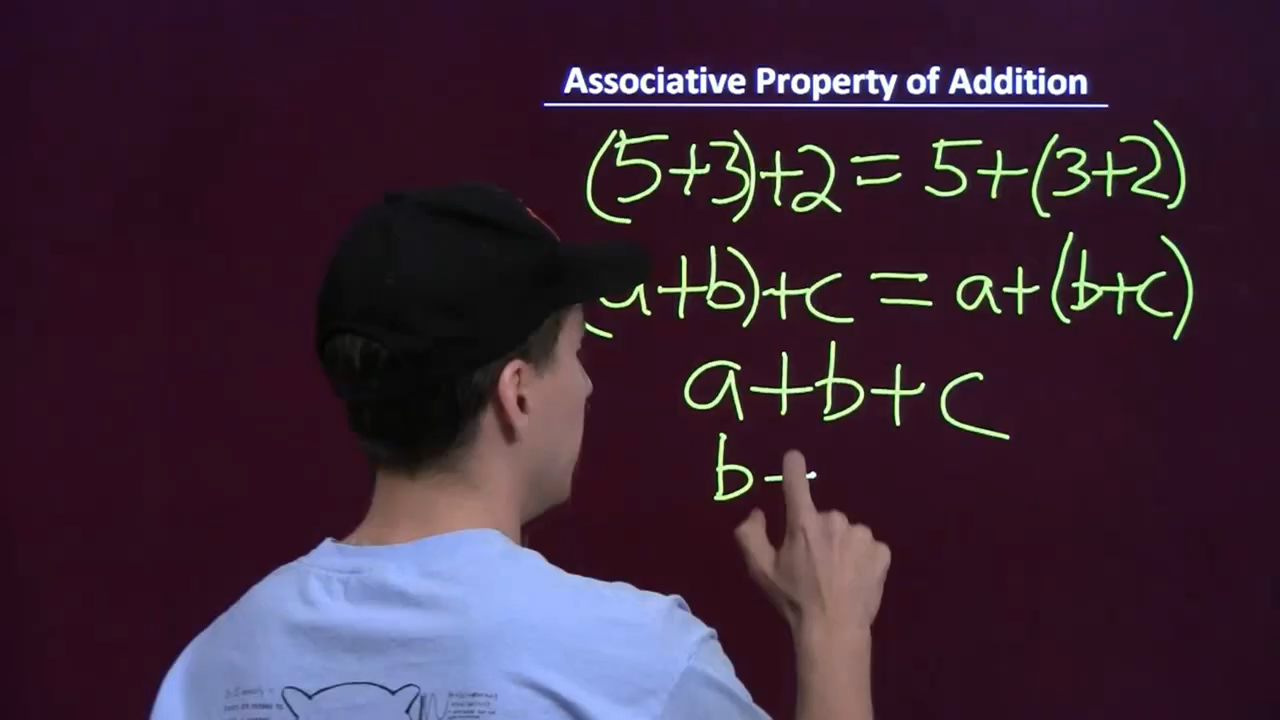 Associative Property of Addition
(5+3)+2=5+(3+2)
(a+b)+c=a+(b+c)
a+b+c
b-